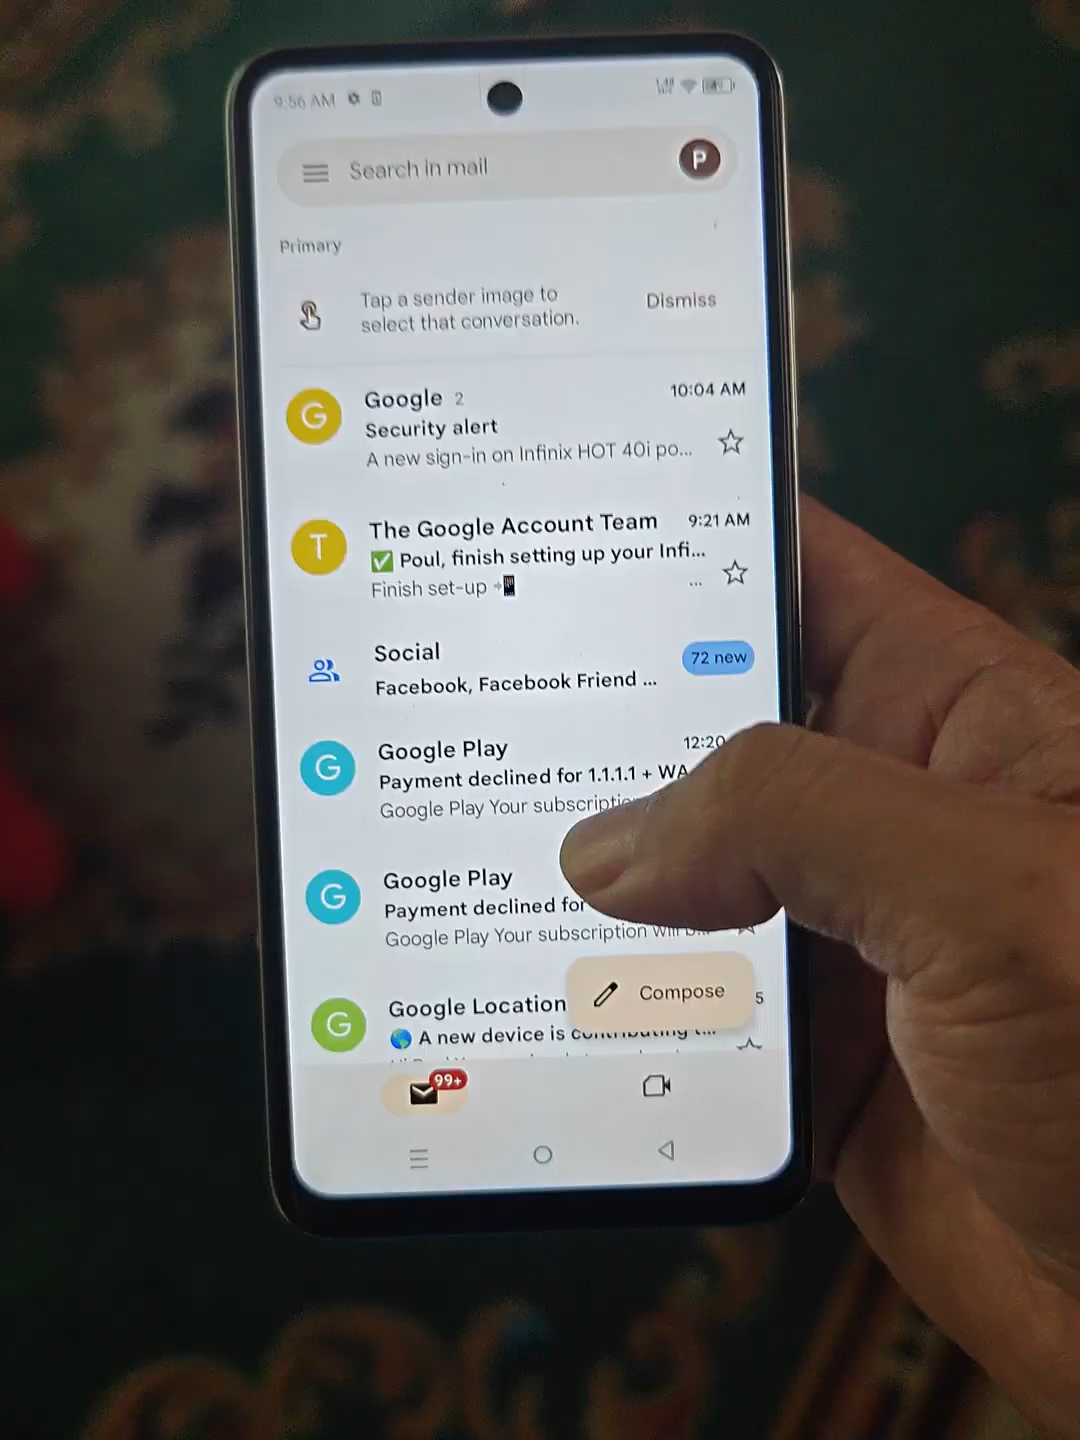 9:56 AM
Search in mail
P
Primary
Tap a sender image to
select that conversation.
Dismiss
G
Google 2
10:04 AM
Security alert
A new sign-in on Infinix HOT 40i po...
T
The Google Account Team
9:21 AM
✅ Poul, finish setting up your Infi...
Finish set-up
...
Social
72 new
Facebook, Facebook Friend ...
G
Google Play
12:20
Payment declined for 1.1.1.1 + WA
Google Play Your subscription
G
Google Play
Payment declined for
Google Play Your subscription will b...
G
Google Location
Compose
5
A new device is contributing t...
99+